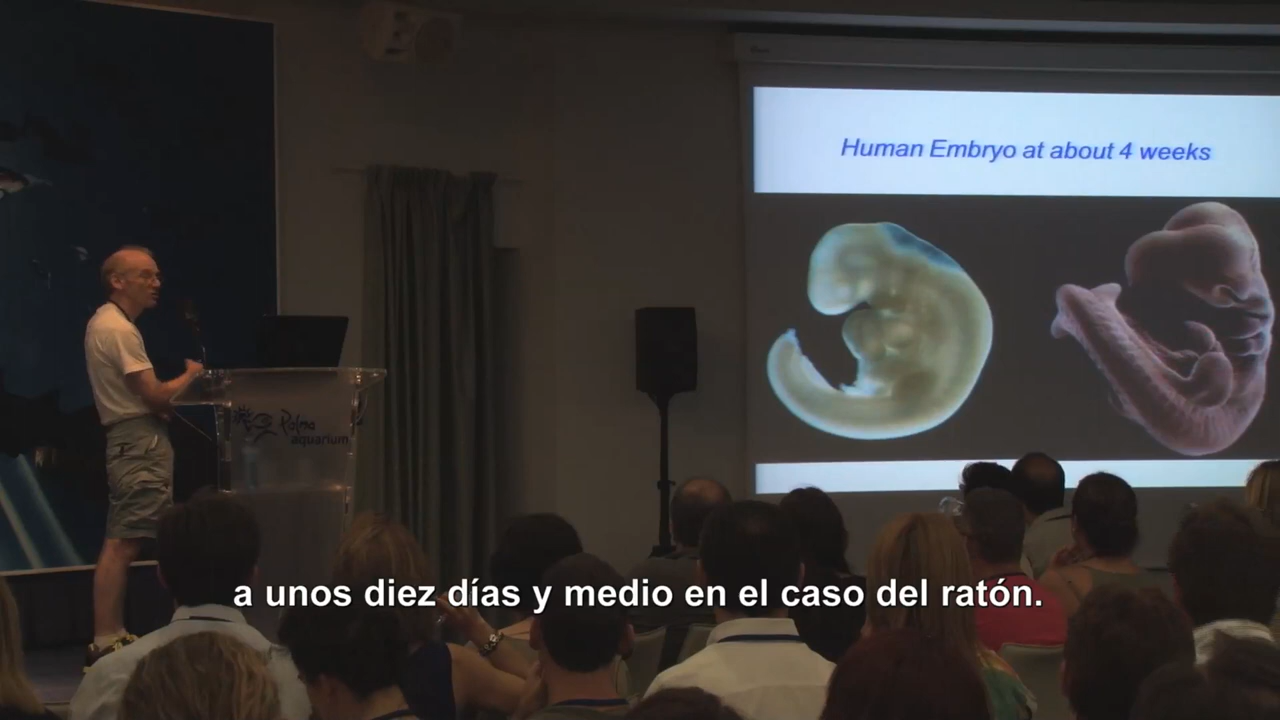 Human Embryo at about 4 weeks
Palma
aquarium
a unos diez días y medio en el caso del ratón.